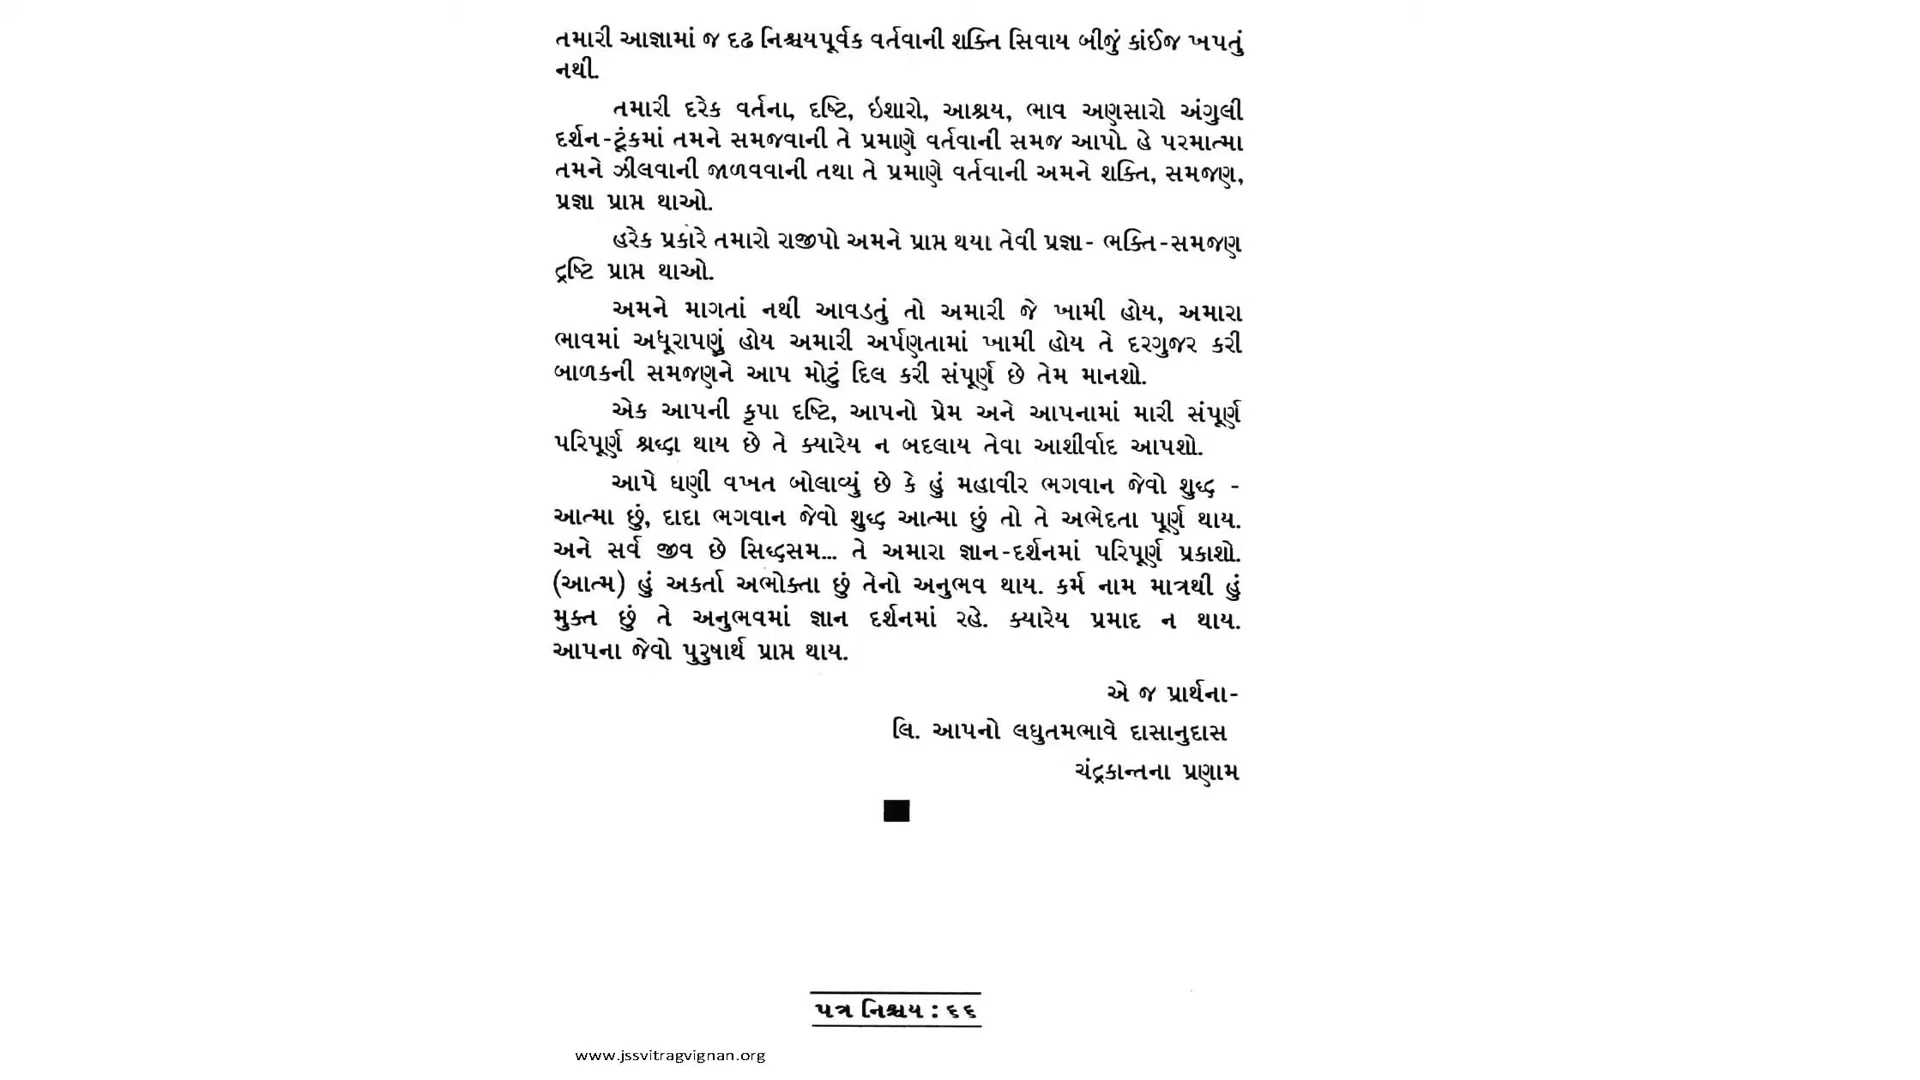 તમારી આજ્ઞામાં જ દઢ નિશ્ચયપૂર્વક વર્તવાની શક્તિ સિવાય બીજું કાંઈજ ખપતું
નથી.
તમારી દરેક વર્તના, દષ્ટિ, ઇશારો, આશ્રય, ભાવ અણસારો અંગુલી
દર્શન-ટૂંકમાં તમને સમજવાની તે પ્રમાણે વર્તવાની સમજ આપો. હે પરમાત્મા
તમને ઝીલવાની જાળવવાની તથા તે પ્રમાણે વર્તવાની અમને શક્તિ, સમજણ,
પ્રજ્ઞા પ્રાપ્ત થાઓ.
હરેક પ્રકારે તમારો રાજીપો અમને પ્રાપ્ત થયા તેવી પ્રજ્ઞા- ભક્તિ-સમજણ
દ્રષ્ટિ પ્રાપ્ત થાઓ.
અમને માગતાં નથી આવડતું તો અમારી જે ખામી હોય, અમારા
ભાવમાં અધૂરાપણું હોય અમારી અર્પણતામાં ખામી હોય તે દરગુજર કરી
બાળકની સમજણને આપ મોટું દિલ કરી સંપૂર્ણ છે તેમ માનશો.
એક આપની કૃપા દષ્ટિ, આપનો પ્રેમ અને આપનામાં મારી સંપૂર્ણ
પરિપૂર્ણ શ્રદ્ધા થાય છે તે ક્યારેય ન બદલાય તેવા આશીર્વાદ આપશો.
આપે ઘણી વખત બોલાવ્યું છે કે હું મહાવીર ભગવાન જેવો શુદ્ધ -
આત્મા છું, દાદા ભગવાન જેવો શુદ્ધ આત્મા છું તો તે અભેદતા પૂર્ણ થાય.
અને સર્વ જીવ છે સિદ્ધસમ... તે અમારા જ્ઞાન-દર્શનમાં પરિપૂર્ણ પ્રકાશો.
(આત્મ) હું અકર્તા અભોક્તા છું તેનો અનુભવ થાય. કર્મ નામ માત્રથી હું
મુક્ત છું તે અનુભવમાં જ્ઞાન દર્શનમાં રહે. ક્યારેય પ્રમાદ ન થાય.
આપના જેવો પુરુષાર્થ પ્રાપ્ત થાય.
એ જ પ્રાર્થના-
લિ. આપનો લઘુતમભાવે દાસાનુદાસ
ચંદ્રકાન્તના પ્રણામ
પત્ર નિશ્ચય : ૬૬
www.jssvitragvignan.org